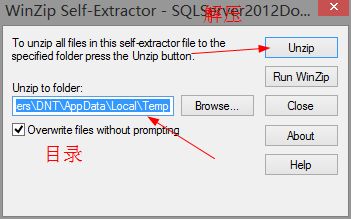 WinZip Self-Extractor - SQLServer2012Do...
解压
To unzip all files in this self-extractor file to the
specified folder press the Unzip button.
Unzip
Run WinZip
Unzip to folder:
ers\DNT\AppData\Local\Temp
Browse...
Close
Overwrite files without prompting
About
目录
Help